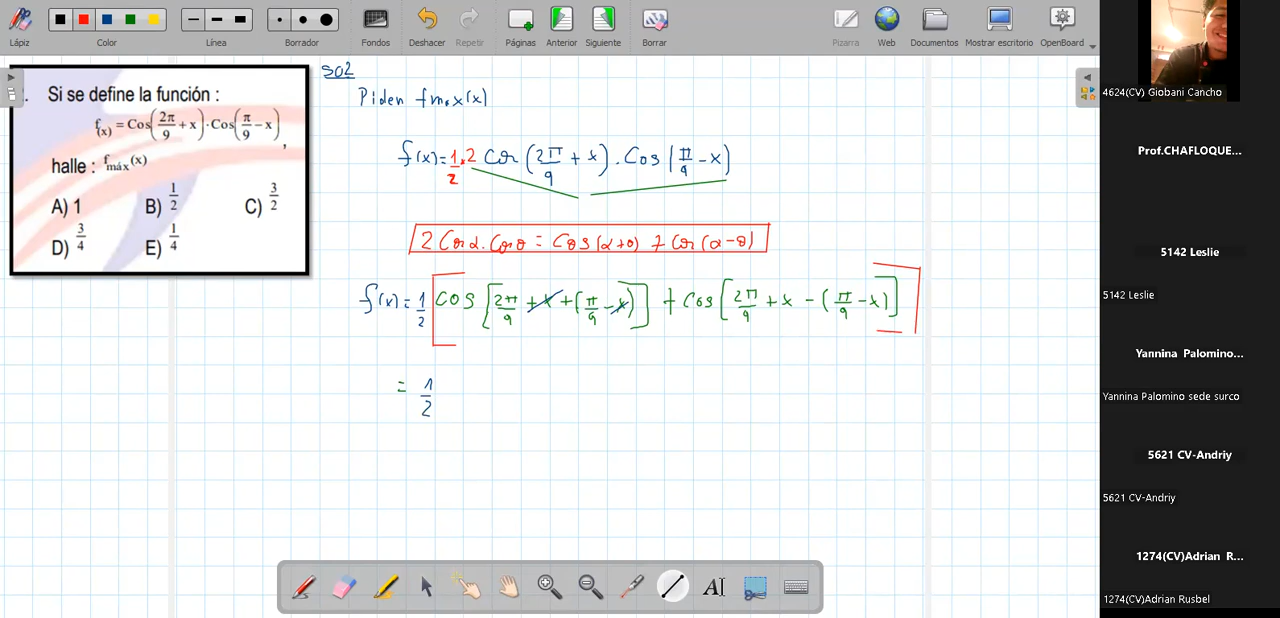 Lápiz Color Línea Borrador Fondos Deshacer Repetir Páginas Anterior Siguiente Borrar Pizarra Web Documentos Mostrar escritorio OpenBoard
. Si se define la función :
f(x) = Cos(2π/9 + x) · Cos(π/9 − x) ,
halle : fmáx(x)
A) 1 B) 1/2 C) 3/2
D) 3/4 E) 1/4
SO2
Piden fmax(x)
f(x) = 1/2 × 2 Cos(2π/9 + x) . Cos(π/9 − x)
2 Cosα.Cosθ = Cos(α+θ) + Cos(α−θ)
f(x) = 1/2 [Cos[2π/9 + x + (π/9 − x)] + Cos[2π/9 + x − (π/9 − x)]]
= 1/2
AI
4624(CV) Giobani Cancho
Prof.CHAFLOQUE...
5142 Leslie
5142 Leslie
Yannina Palomino...
Yannina Palomino sede surco
5621 CV-Andriy
5621 CV-Andriy
1274(CV)Adrian R...
1274(CV)Adrian Rusbel